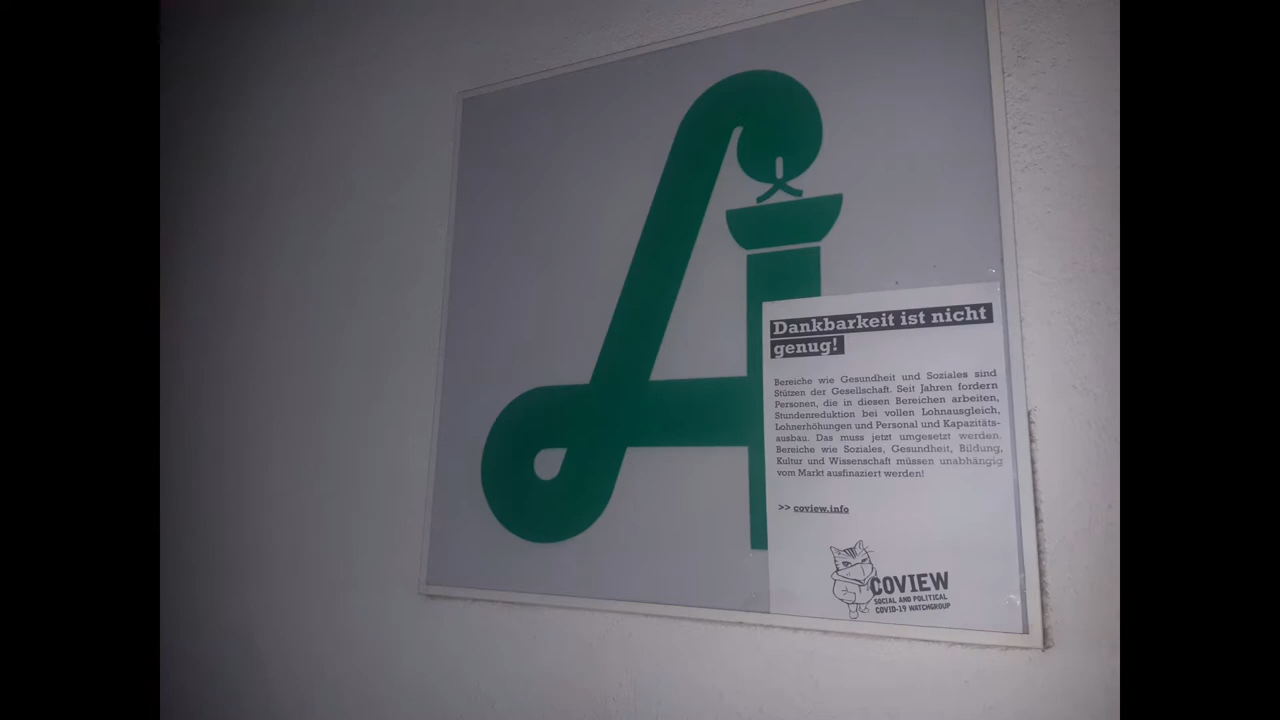 Dankbarkeit ist nicht
genug!
Bereiche wie Gesundheit und Soziales sind
Stützen der Gesellschaft. Seit Jahren fordern
Personen, die in diesen Bereichen arbeiten,
Stundenreduktion bei vollen Lohnausgleich,
Lohnerhöhungen und Personal und Kapazitäts-
ausbau. Das muss jetzt umgesetzt werden.
Bereiche wie Soziales, Gesundheit, Bildung,
Kultur und Wissenschaft müssen unabhängig
vom Markt ausfinaziert werden!
>> coview.info
COVIEW
SOCIAL AND POLITICAL
COVID-19 WATCHGROUP